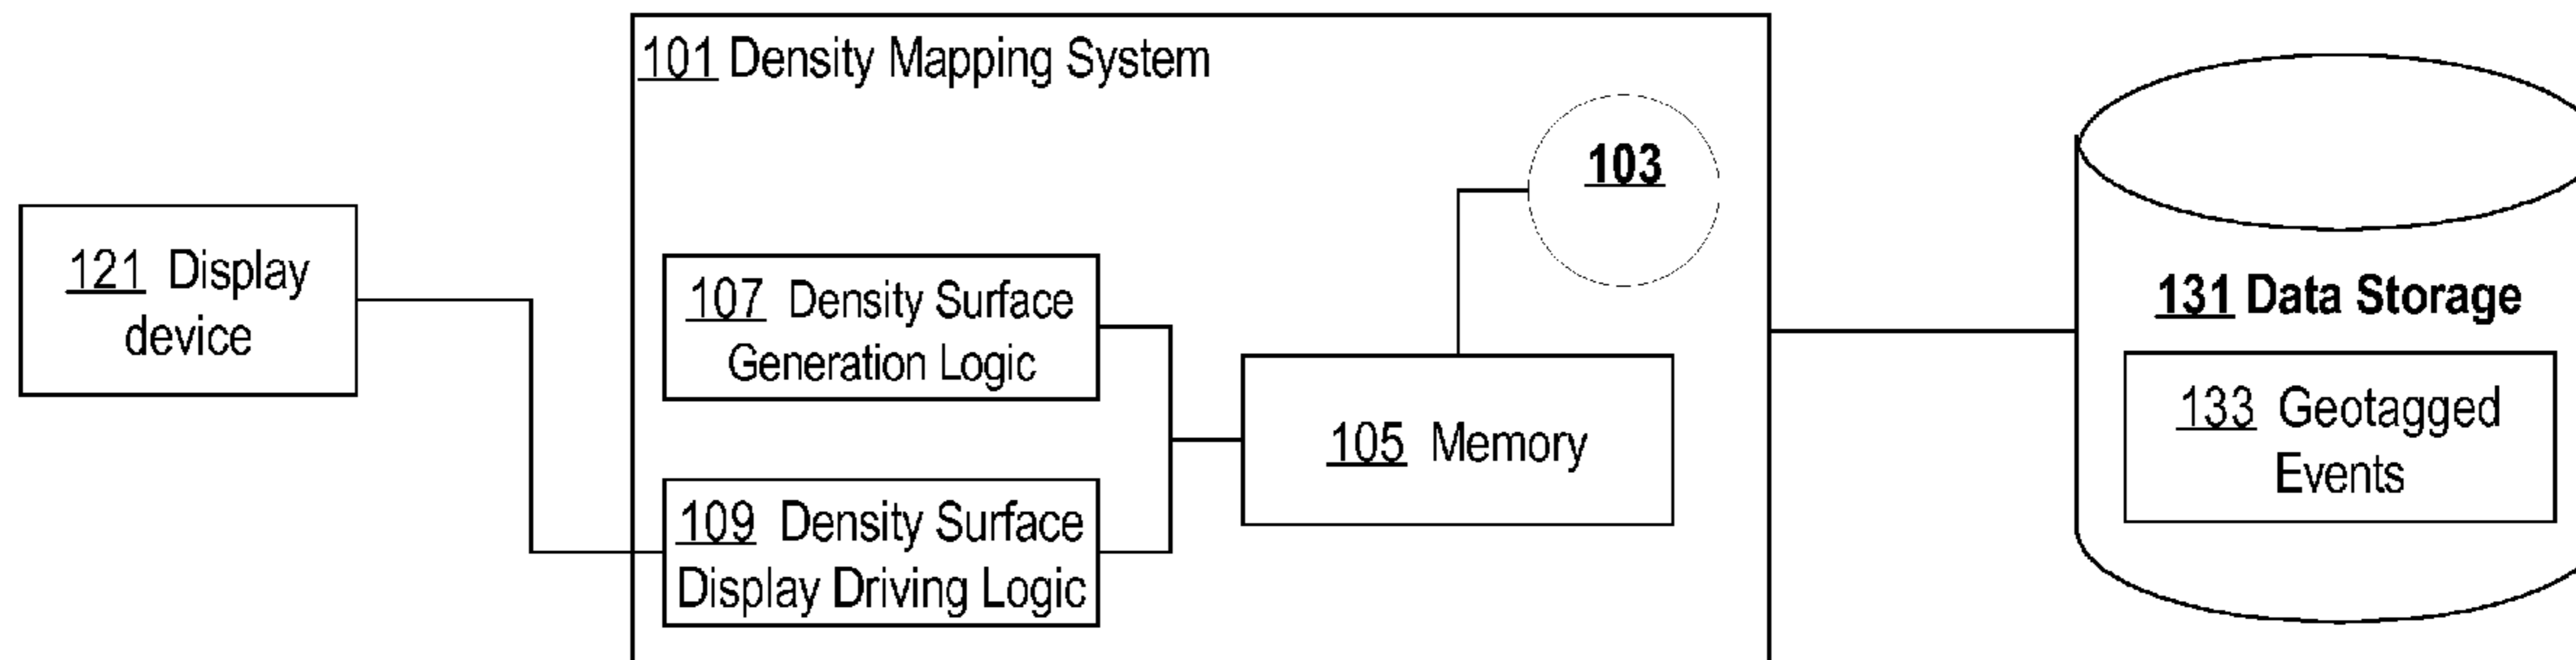 101 Density Mapping System
103
121 Display
device
107 Density Surface
Generation Logic
105 Memory
109 Density Surface
Display Driving Logic
131 Data Storage
133 Geotagged
Events